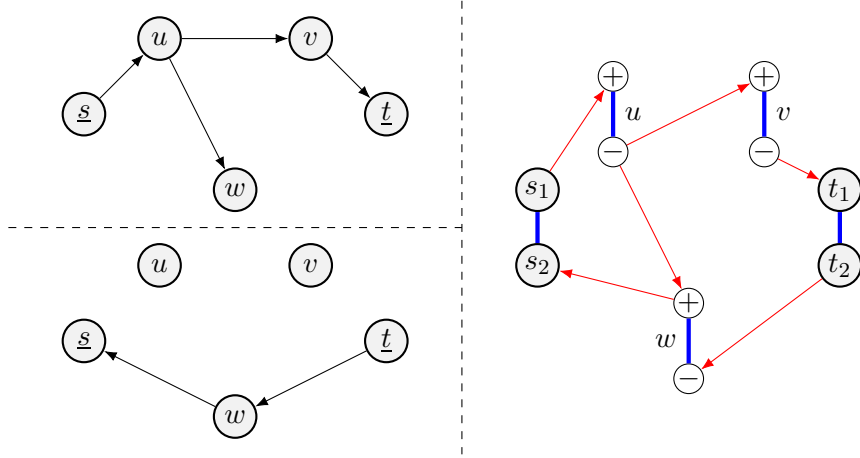 u v
s t
w
u v
s t
w
+ u − + v −
s₁ t₁
s₂ t₂
+ w −